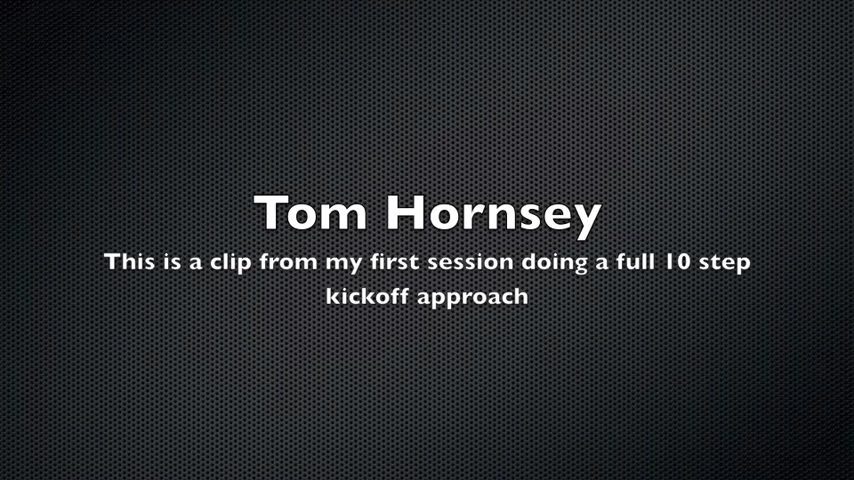 Tom Hornsey
This is a clip from my first session doing a full 10 step
kickoff approach